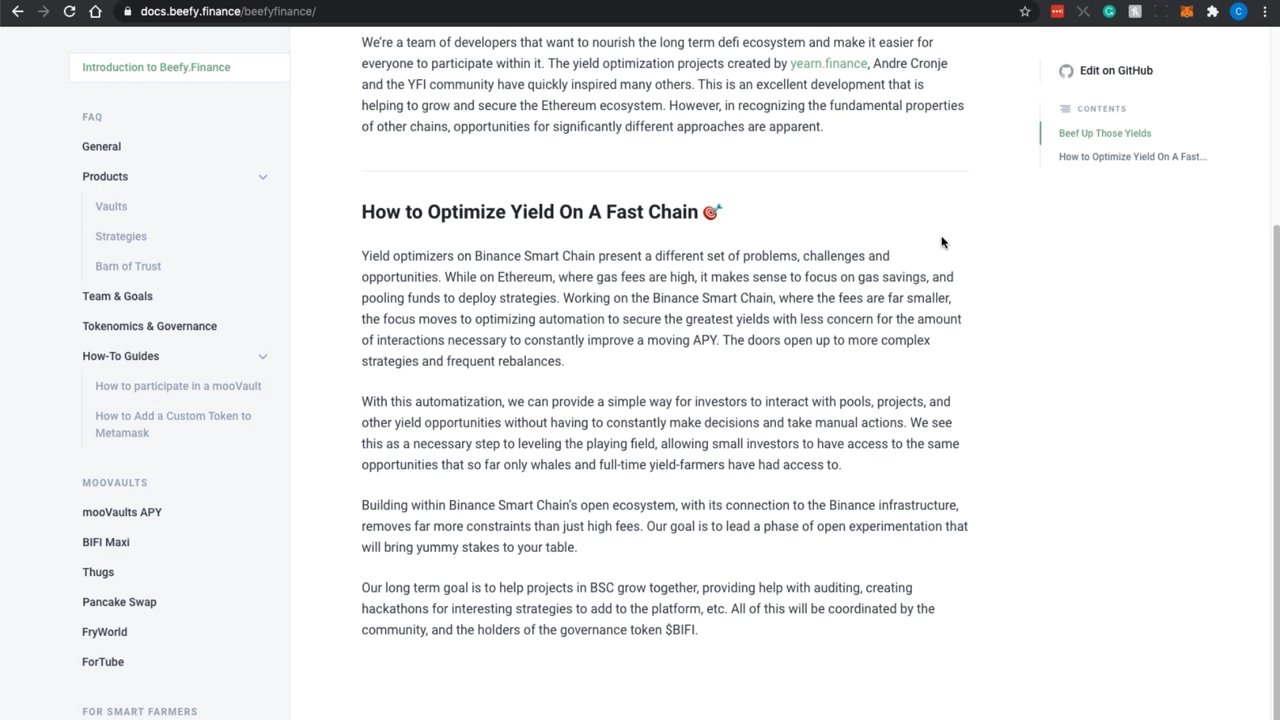 docs.beefy.finance/beefyfinance/
C
Introduction to Beefy.Finance
FAQ
General
Products
Vaults
Strategies
Barn of Trust
Team & Goals
Tokenomics & Governance
How-To Guides
How to participate in a mooVault
How to Add a Custom Token to
Metamask
MOOVAULTS
mooVaults APY
BIFI Maxi
Thugs
Pancake Swap
FryWorld
ForTube
FOR SMART FARMERS
We're a team of developers that want to nourish the long term defi ecosystem and make it easier for
everyone to participate within it. The yield optimization projects created by yearn.finance, Andre Cronje
and the YFI community have quickly inspired many others. This is an excellent development that is
helping to grow and secure the Ethereum ecosystem. However, in recognizing the fundamental properties
of other chains, opportunities for significantly different approaches are apparent.
How to Optimize Yield On A Fast Chain 🎯
Yield optimizers on Binance Smart Chain present a different set of problems, challenges and
opportunities. While on Ethereum, where gas fees are high, it makes sense to focus on gas savings, and
pooling funds to deploy strategies. Working on the Binance Smart Chain, where the fees are far smaller,
the focus moves to optimizing automation to secure the greatest yields with less concern for the amount
of interactions necessary to constantly improve a moving APY. The doors open up to more complex
strategies and frequent rebalances.
With this automatization, we can provide a simple way for investors to interact with pools, projects, and
other yield opportunities without having to constantly make decisions and take manual actions. We see
this as a necessary step to leveling the playing field, allowing small investors to have access to the same
opportunities that so far only whales and full-time yield-farmers have had access to.
Building within Binance Smart Chain's open ecosystem, with its connection to the Binance infrastructure,
removes far more constraints than just high fees. Our goal is to lead a phase of open experimentation that
will bring yummy stakes to your table.
Our long term goal is to help projects in BSC grow together, providing help with auditing, creating
hackathons for interesting strategies to add to the platform, etc. All of this will be coordinated by the
community, and the holders of the governance token $BIFI.
Edit on GitHub
CONTENTS
Beef Up Those Yields
How to Optimize Yield On A Fast...